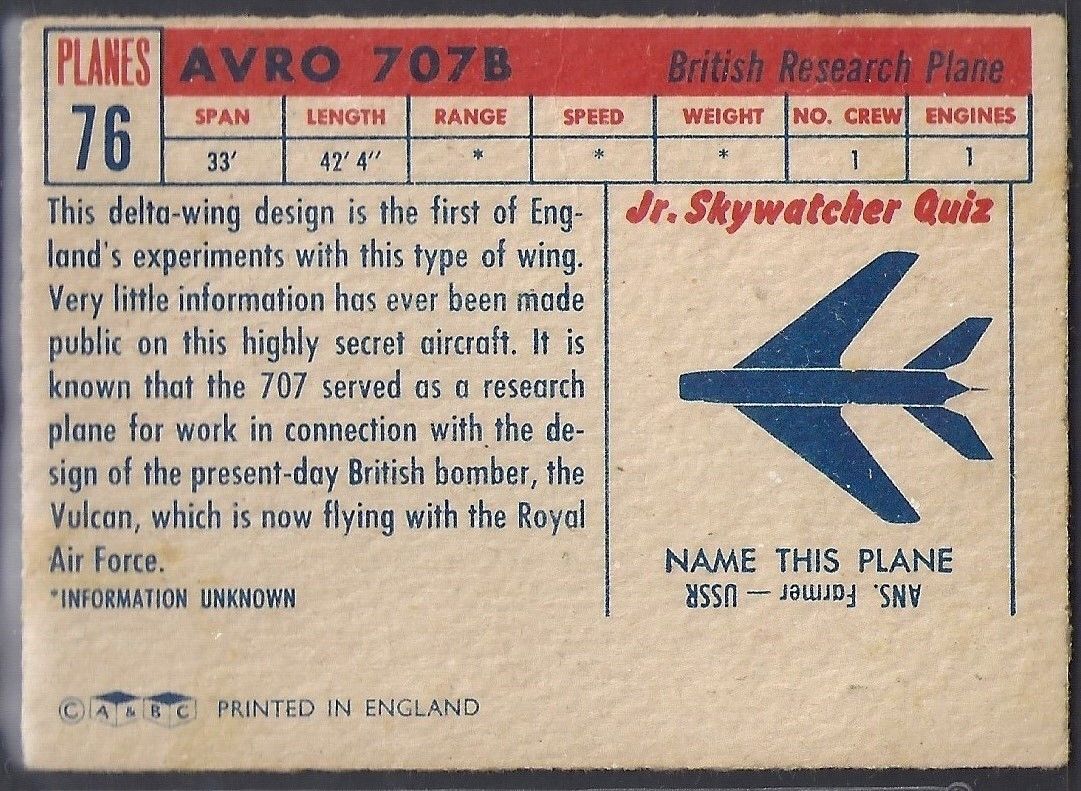 PLANES
76
AVRO 707B
British Research Plane
SPAN LENGTH RANGE SPEED WEIGHT NO. CREW ENGINES
33' 42' 4" * * * 1 1
This delta-wing design is the first of Eng-
land's experiments with this type of wing.
Very little information has ever been made
public on this highly secret aircraft. It is
known that the 707 served as a research
plane for work in connection with the de-
sign of the present-day British bomber, the
Vulcan, which is now flying with the Royal
Air Force.
*INFORMATION UNKNOWN
Jr. Skywatcher Quiz
NAME THIS PLANE
ANS. Farmer — USSR
© A & B C PRINTED IN ENGLAND